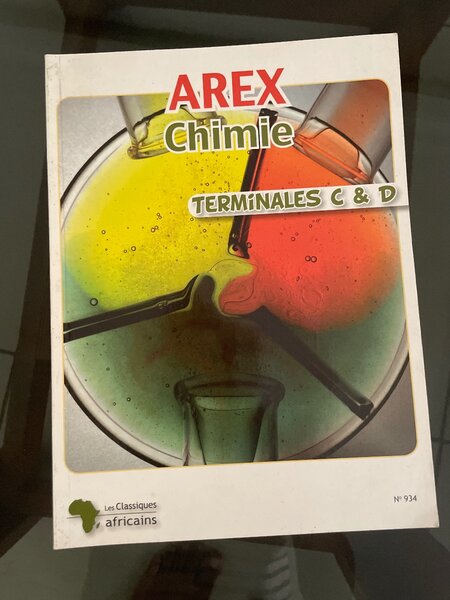 AREX
Chimie
TERMINALES C & D
Les Classiques
africains
N° 934